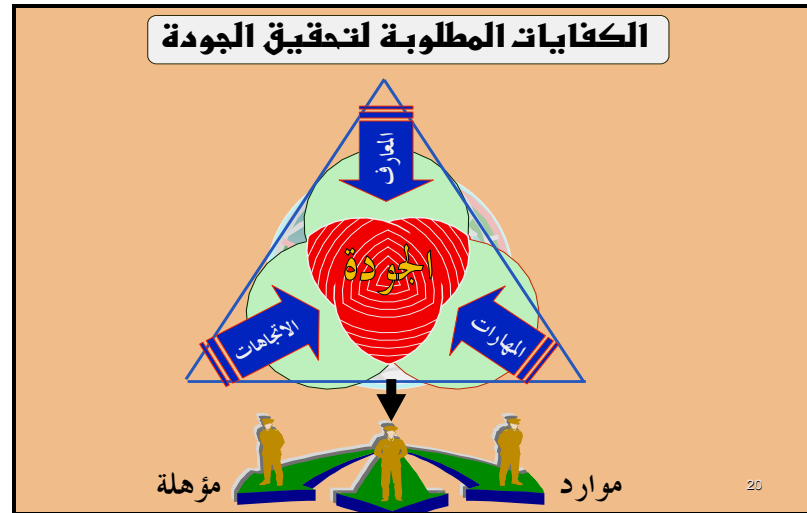 الكفايات المطلوبة لتحقيق الجودة
المعارف
الجودة
المهارات
الاتجاهات
موارد مؤهلة
20